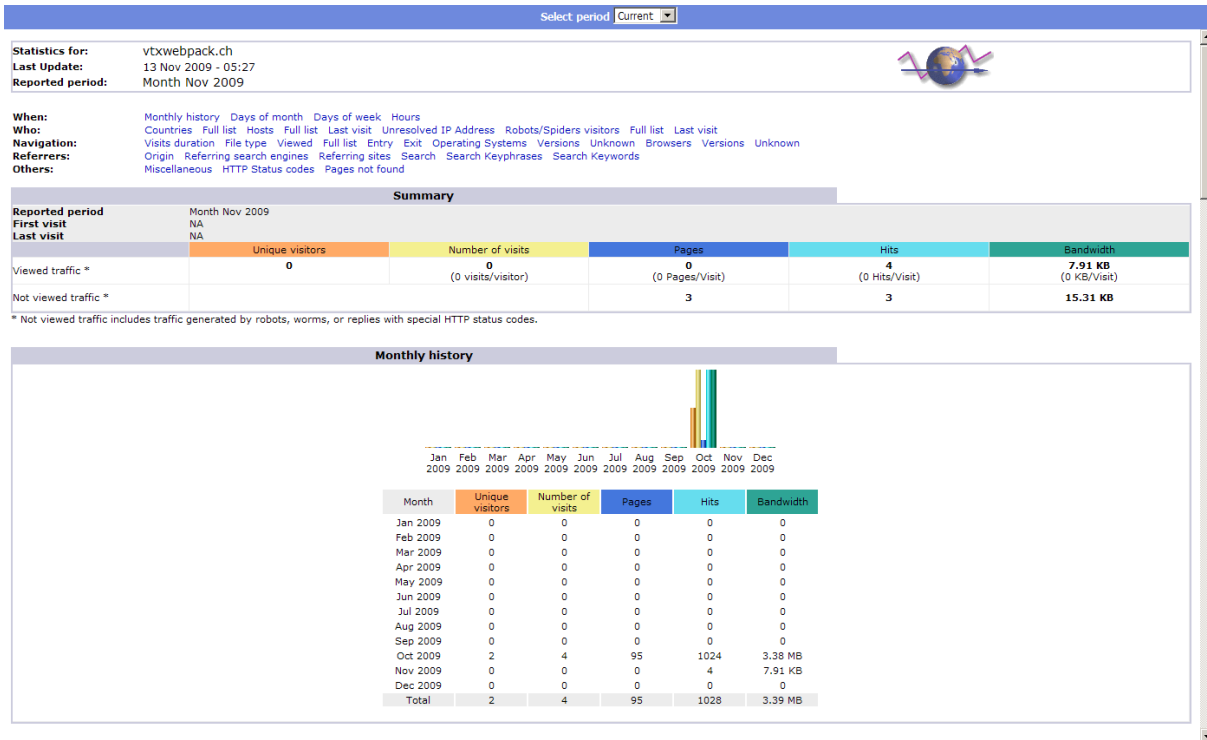 Select period Current
Statistics for: vtxwebpack.ch
Last Update: 13 Nov 2009 - 05:27
Reported period: Month Nov 2009
When: Monthly history Days of month Days of week Hours
Who: Countries Full list Hosts Full list Last visit Unresolved IP Address Robots/Spiders visitors Full list Last visit
Navigation: Visits duration File type Viewed Full list Entry Exit Operating Systems Versions Unknown Browsers Versions Unknown
Referrers: Origin Referring search engines Referring sites Search Search Keyphrases Search Keywords
Others: Miscellaneous HTTP Status codes Pages not found
Summary
Reported period Month Nov 2009
First visit NA
Last visit NA
Unique visitors Number of visits Pages Hits Bandwidth
Viewed traffic * 0 0 0 4 7.91 KB
(0 visits/visitor) (0 Pages/Visit) (0 Hits/Visit) (0 KB/Visit)
Not viewed traffic * 3 3 15.31 KB
* Not viewed traffic includes traffic generated by robots, worms, or replies with special HTTP status codes.
Monthly history
Jan Feb Mar Apr May Jun Jul Aug Sep Oct Nov Dec
2009 2009 2009 2009 2009 2009 2009 2009 2009 2009 2009 2009
Month Unique visitors Number of visits Pages Hits Bandwidth
Jan 2009 0 0 0 0 0
Feb 2009 0 0 0 0 0
Mar 2009 0 0 0 0 0
Apr 2009 0 0 0 0 0
May 2009 0 0 0 0 0
Jun 2009 0 0 0 0 0
Jul 2009 0 0 0 0 0
Aug 2009 0 0 0 0 0
Sep 2009 0 0 0 0 0
Oct 2009 2 4 95 1024 3.38 MB
Nov 2009 0 0 0 4 7.91 KB
Dec 2009 0 0 0 0 0
Total 2 4 95 1028 3.39 MB